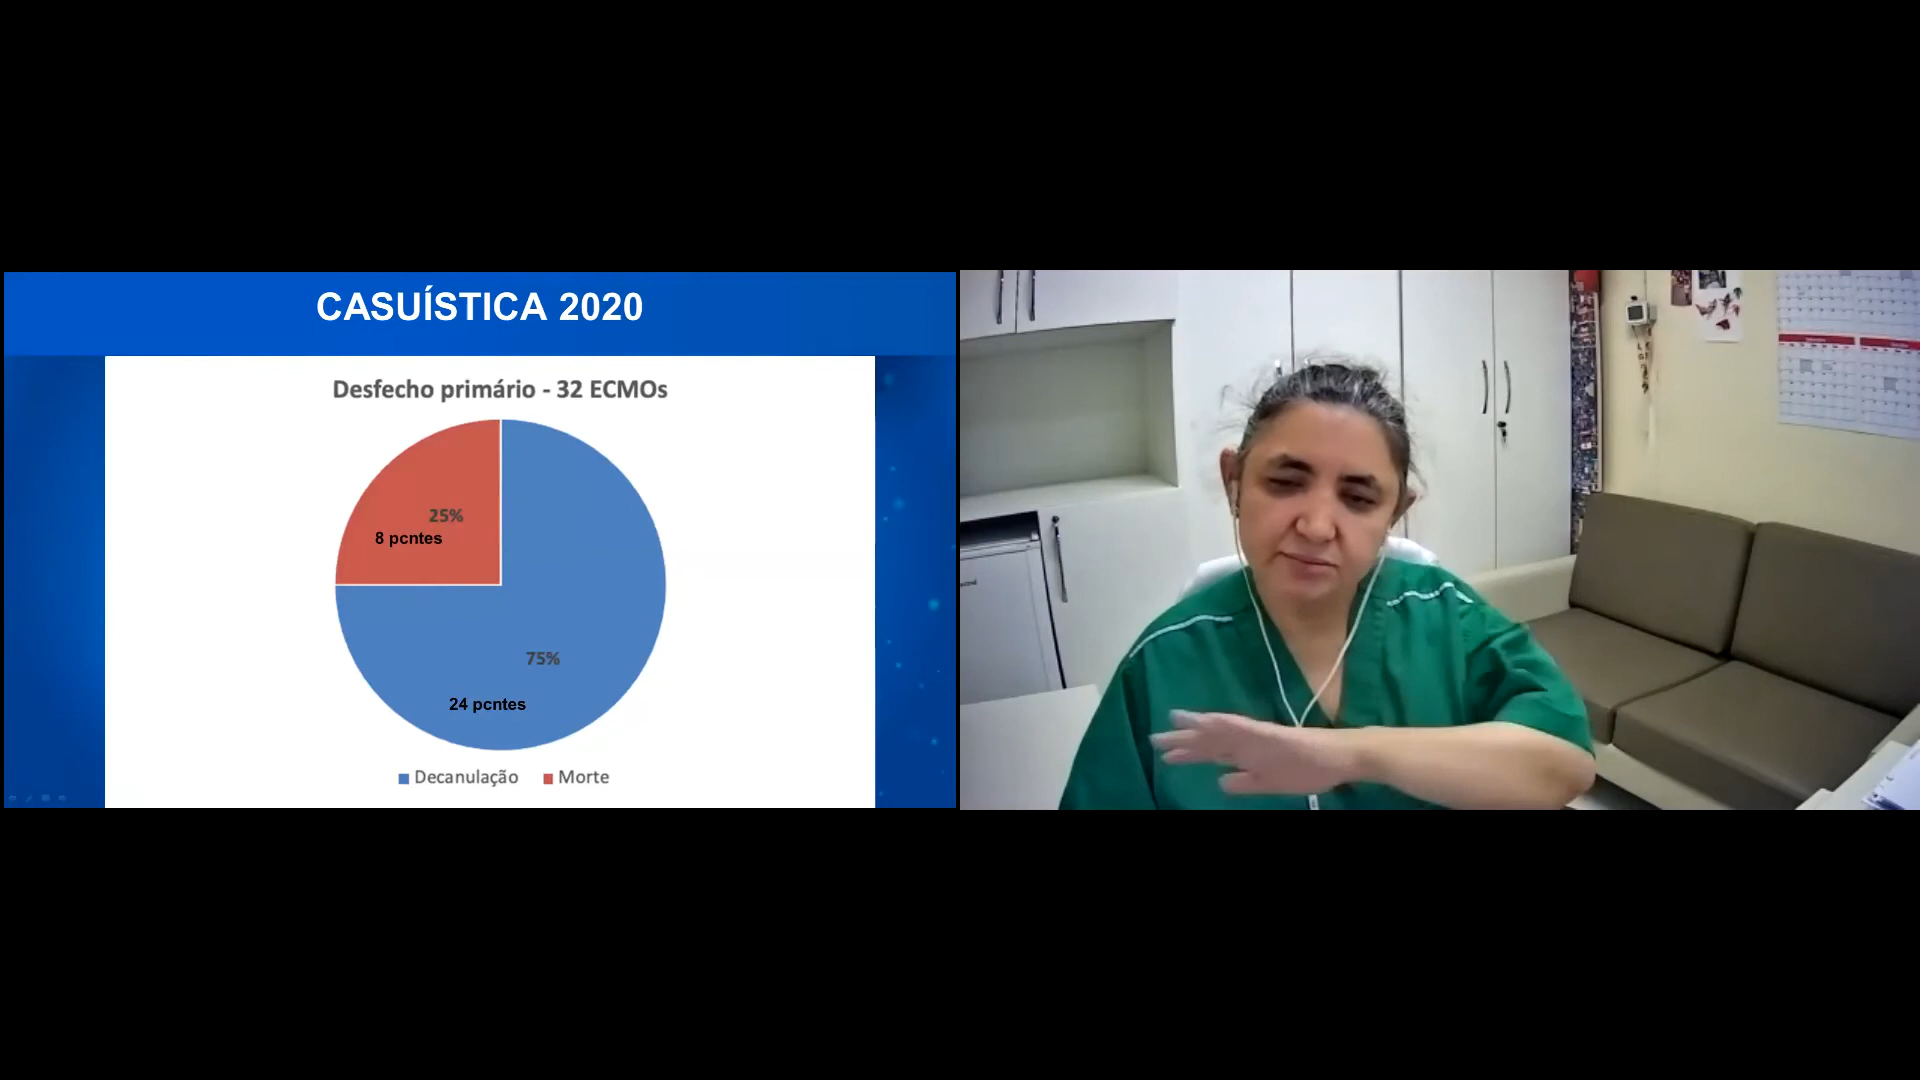 CASUÍSTICA 2020
Desfecho primário - 32 ECMOs
25%
8 pcntes
75%
24 pcntes
Decanulação Morte